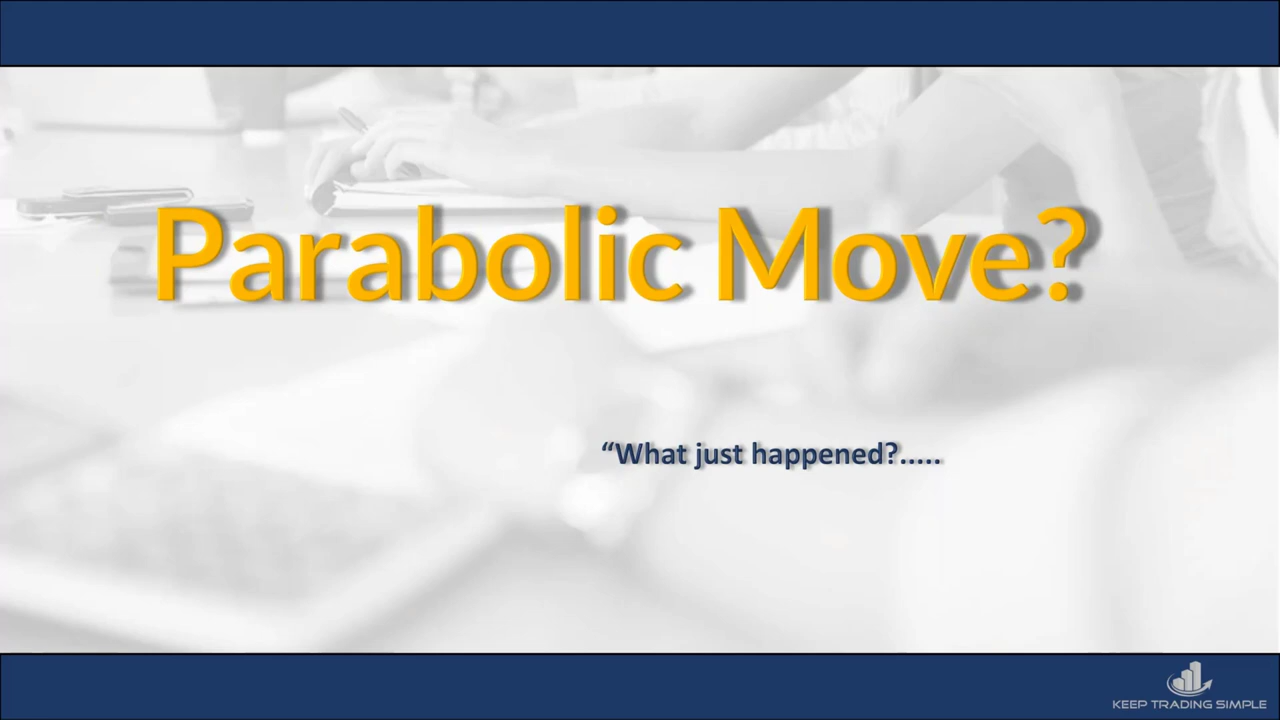 Parabolic Move?
“What just happened?.....
KEEP TRADING SIMPLE